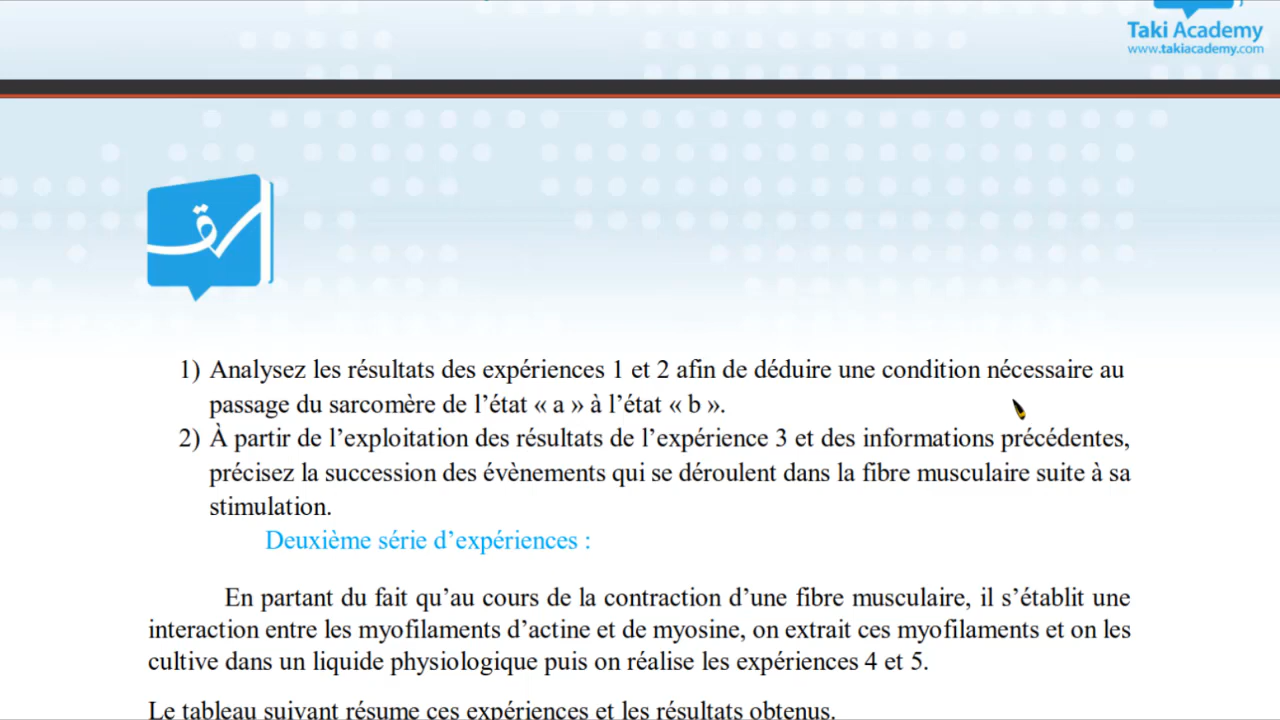 Taki Academy
www.takiacademy.com
1) Analysez les résultats des expériences 1 et 2 afin de déduire une condition nécessaire au
passage du sarcomère de l’état « a » à l’état « b ».
2) À partir de l’exploitation des résultats de l’expérience 3 et des informations précédentes,
précisez la succession des évènements qui se déroulent dans la fibre musculaire suite à sa
stimulation.
Deuxième série d’expériences :
En partant du fait qu’au cours de la contraction d’une fibre musculaire, il s’établit une
interaction entre les myofilaments d’actine et de myosine, on extrait ces myofilaments et on les
cultive dans un liquide physiologique puis on réalise les expériences 4 et 5.
Le tableau suivant résume ces expériences et les résultats obtenus.